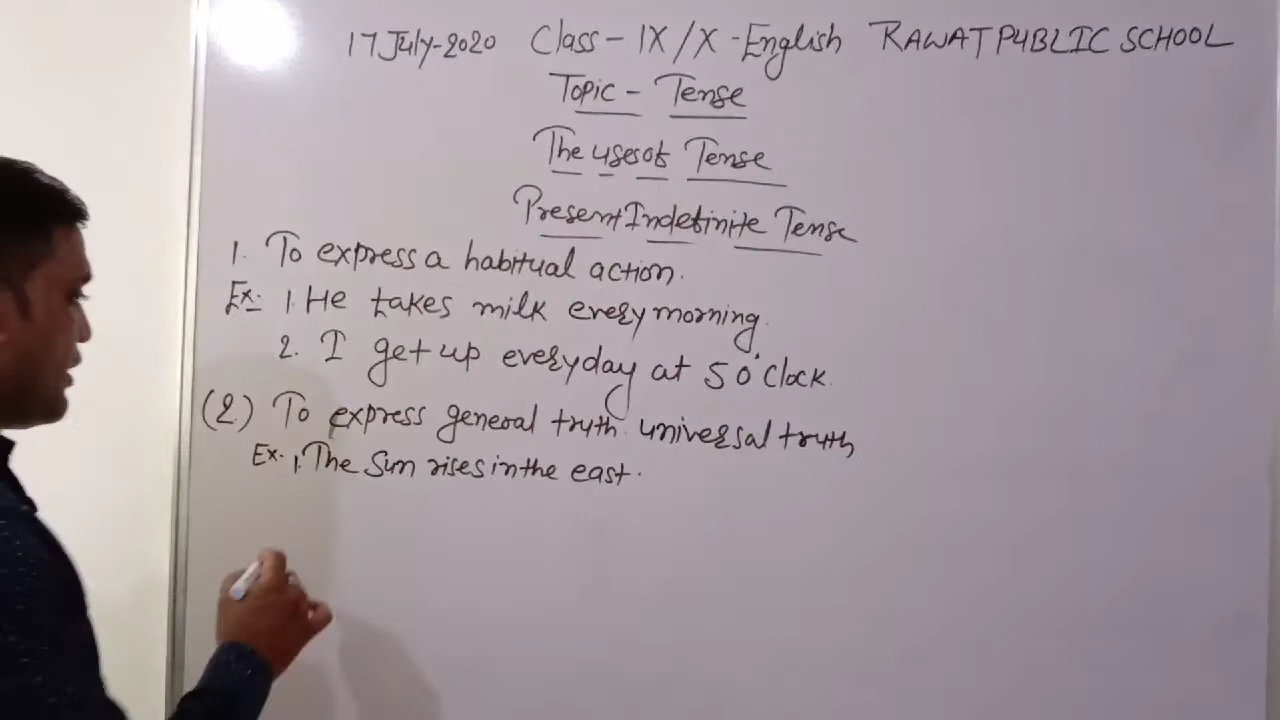 17 July-2020 Class - IX/X - English RAWAT PUBLIC SCHOOL
Topic - Tense
The uses of Tense
Present Indefinite Tense
1. To express a habitual action.
Ex. 1. He takes milk every morning.
2. I get up everyday at 5 O'Clock.
(2) To express general truth universal truth
Ex. 1. The Sun rises in the east.